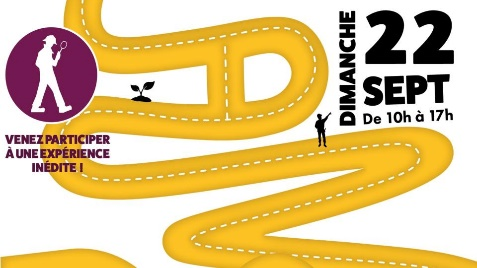 VENEZ PARTICIPER
À UNE EXPÉRIENCE
INÉDITE !
DIMANCHE
22
SEPT
De 10h à 17h